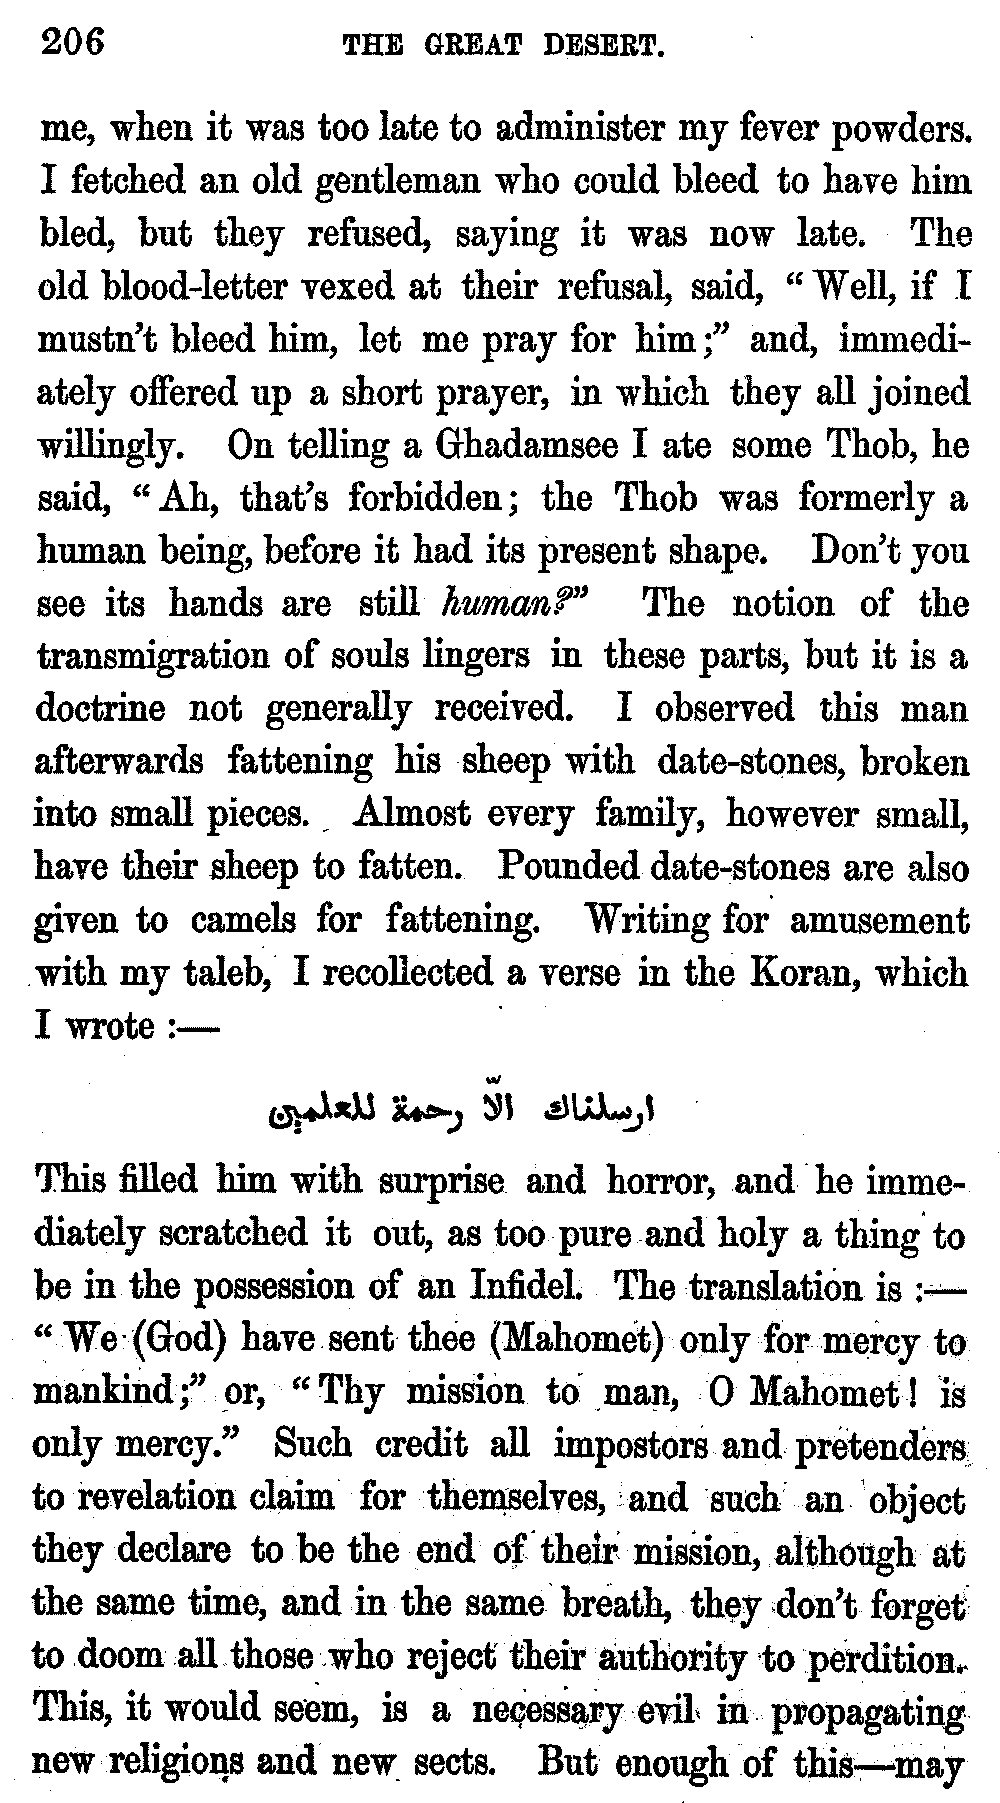 206 THE GREAT DESERT.
me, when it was too late to administer my fever powders.
I fetched an old gentleman who could bleed to have him
bled, but they refused, saying it was now late. The
old blood-letter vexed at their refusal, said, “Well, if I
mustn’t bleed him, let me pray for him;” and, immedi-
ately offered up a short prayer, in which they all joined
willingly. On telling a Ghadamsee I ate some Thob, he
said, “Ah, that’s forbidden; the Thob was formerly a
human being, before it had its present shape. Don’t you
see its hands are still human?” The notion of the
transmigration of souls lingers in these parts, but it is a
doctrine not generally received. I observed this man
afterwards fattening his sheep with date-stones, broken
into small pieces. Almost every family, however small,
have their sheep to fatten. Pounded date-stones are also
given to camels for fattening. Writing for amusement
with my taleb, I recollected a verse in the Koran, which
I wrote :—
ارسلناك الاّ رحمة للعلمين
This filled him with surprise and horror, and he imme-
diately scratched it out, as too pure and holy a thing to
be in the possession of an Infidel. The translation is :—
“We (God) have sent thee (Mahomet) only for mercy to
mankind;” or, “Thy mission to man, O Mahomet! is
only mercy.” Such credit all impostors and pretenders
to revelation claim for themselves, and such an object
they declare to be the end of their mission, although at
the same time, and in the same breath, they don’t forget
to doom all those who reject their authority to perdition.
This, it would seem, is a necessary evil in propagating
new religions and new sects. But enough of this—may